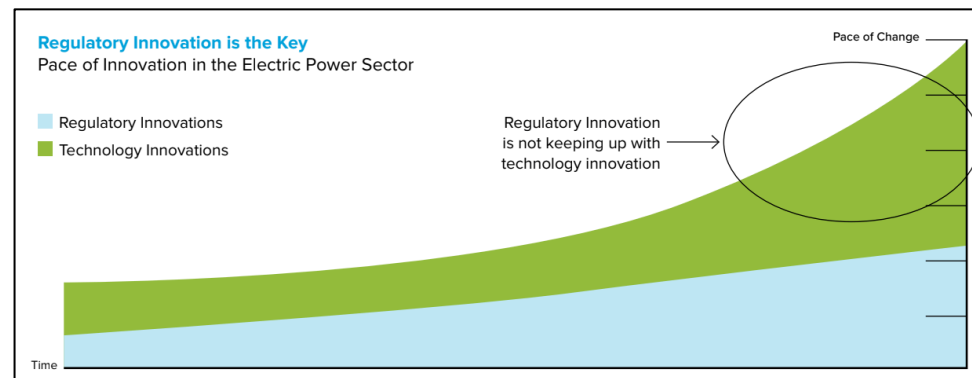 Regulatory Innovation is the Key
Pace of Innovation in the Electric Power Sector
Pace of Change
Regulatory Innovations
Technology Innovations
Regulatory Innovation
is not keeping up with
technology innovation
Time